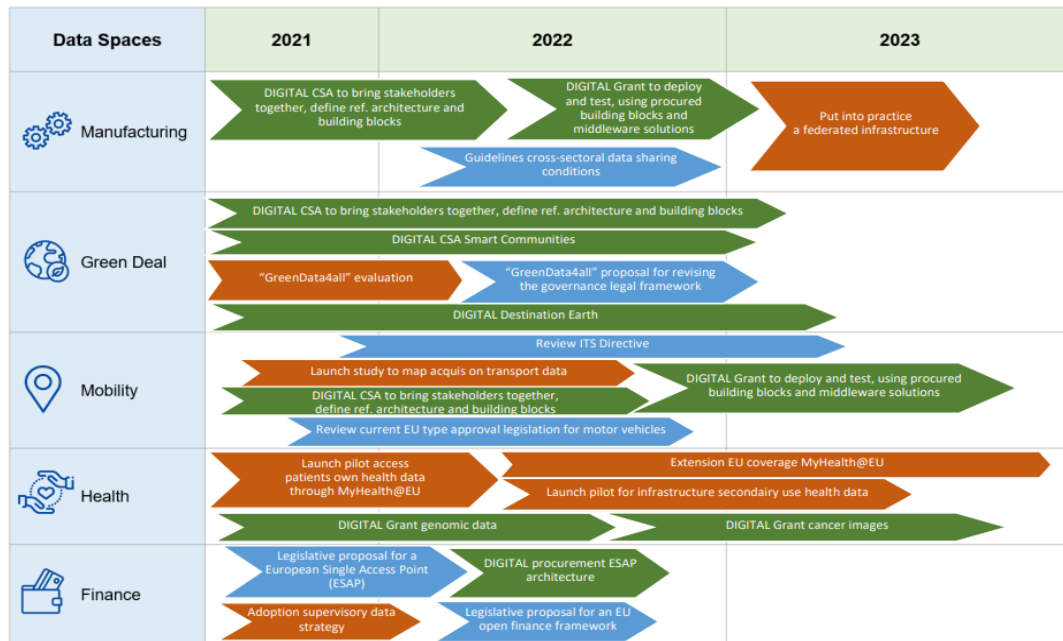 Data Spaces
2021
2022
2023
Manufacturing
DIGITAL CSA to bring stakeholders
together, define ref. architecture and
building blocks
DIGITAL Grant to deploy
and test, using procured
building blocks and
middleware solutions
Put into practice
a federated infrastructure
Guidelines cross-sectoral data sharing
conditions
Green Deal
DIGITAL CSA to bring stakeholders together, define ref. architecture and building blocks
DIGITAL CSA Smart Communities
“GreenData4all” evaluation
“GreenData4all” proposal for revising
the governance legal framework
DIGITAL Destination Earth
Mobility
Review ITS Directive
Launch study to map acquis on transport data
DIGITAL CSA to bring stakeholders together,
define ref. architecture and building blocks
DIGITAL Grant to deploy and test, using procured
building blocks and middleware solutions
Review current EU type approval legislation for motor vehicles
Health
Launch pilot access
patients own health data
through MyHealth@EU
Extension EU coverage MyHealth@EU
Launch pilot for infrastructure secondairy use health data
DIGITAL Grant genomic data
DIGITAL Grant cancer images
Finance
Legislative proposal for a
European Single Access Point
(ESAP)
DIGITAL procurement ESAP
architecture
Adoption supervisory data
strategy
Legislative proposal for an EU
open finance framework